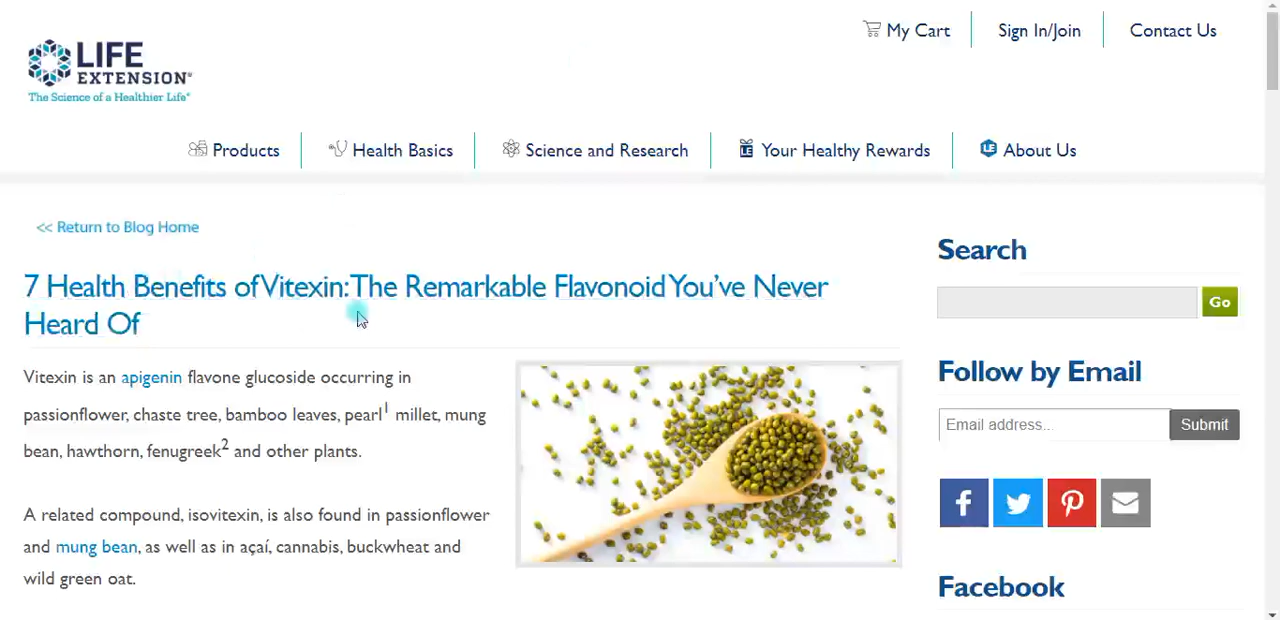 My Cart
Sign In/Join
Contact Us
LIFE
EXTENSION®
The Science of a Healthier Life®
Products
Health Basics
Science and Research
Your Healthy Rewards
About Us
<< Return to Blog Home
7 Health Benefits of Vitexin: The Remarkable Flavonoid You’ve Never
Heard Of
Vitexin is an apigenin flavone glucoside occurring in
passionflower, chaste tree, bamboo leaves, pearl1 millet, mung
bean, hawthorn, fenugreek2 and other plants.
A related compound, isovitexin, is also found in passionflower
and mung bean, as well as in açaí, cannabis, buckwheat and
wild green oat.
Search
Go
Follow by Email
Email address...
Submit
Facebook